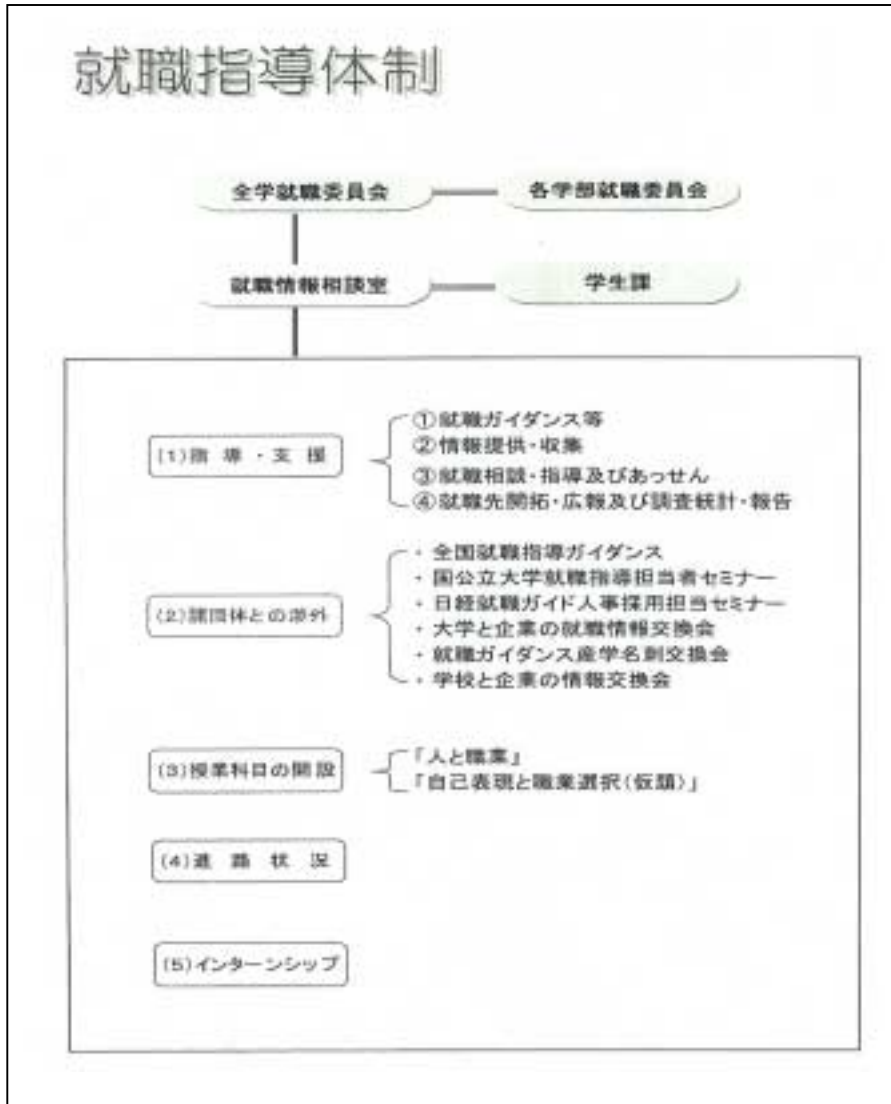 就職指導体制
全学就職委員会
各学部就職委員会
就職情報相談室
学生課
(1)指導・支援
①就職ガイダンス等
②情報提供・収集
③就職相談・指導及びあっせん
④就職先開拓・広報及び調査統計・報告
(2)諸団体との渉外
・全国就職指導ガイダンス
・国公立大学就職指導担当者セミナー
・日経就職ガイド人事採用担当セミナー
・大学と企業の就職情報交換会
・就職ガイダンス産学名刺交換会
・学校と企業の情報交換会
(3)授業科目の開設
「人と職業」
「自己表現と職業選択(仮題)」
(4)進路状況
(5)インターンシップ